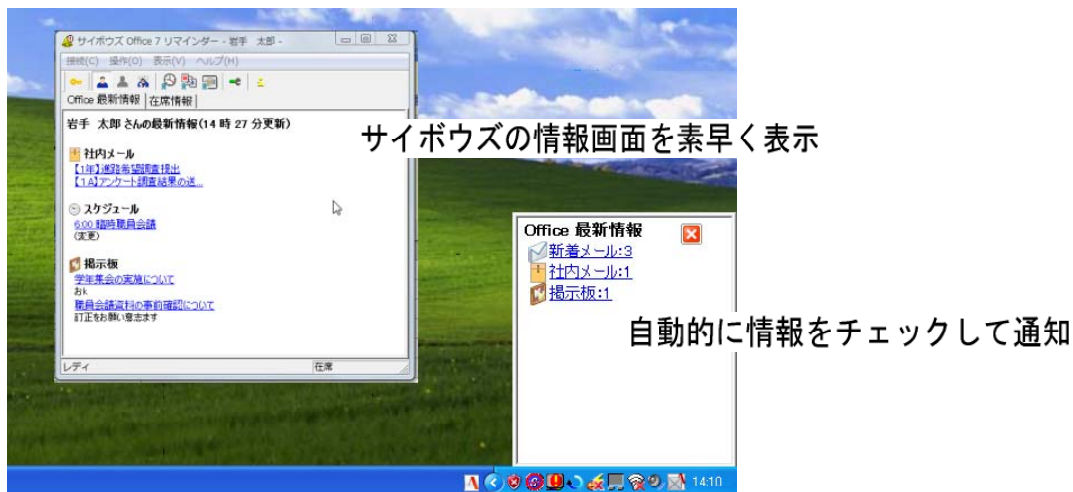 サイボウズ Office 7 リマインダー - 岩手 太郎 -
接続(C) 操作(O) 表示(V) ヘルプ(H)
Office 最新情報 在席情報
岩手 太郎 さんの最新情報(14 時 27 分更新)
サイボウズの情報画面を素早く表示
社内メール
【1年】進路希望調査提出
【1A】アンケート調査結果の送...
スケジュール
6:00 臨時職員会議
(変更)
掲示板
学年集会の実施について
おk
職員会議資料の事前確認について
訂正をお願い意志ます
レディ 在席
Office 最新情報
新着メール:3
社内メール:1
掲示板:1
自動的に情報をチェックして通知
14:10